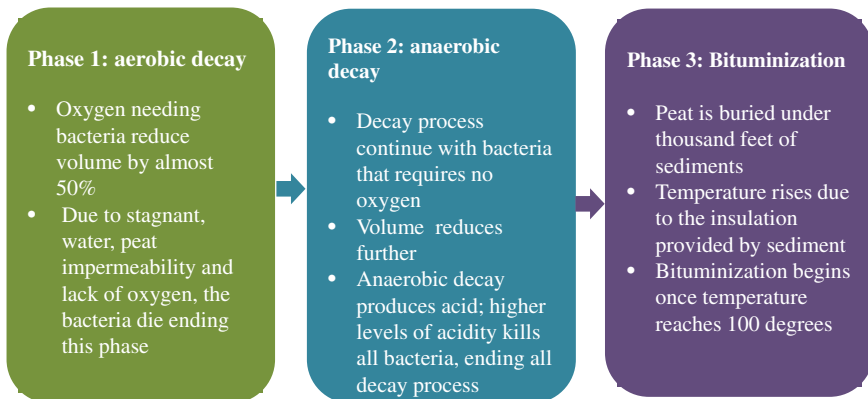 Phase 1: aerobic decay
• Oxygen needing
bacteria reduce
volume by almost
50%
• Due to stagnant,
water, peat
impermeability and
lack of oxygen, the
bacteria die ending
this phase
Phase 2: anaerobic
decay
• Decay process
continue with bacteria
that requires no
oxygen
• Volume reduces
further
• Anaerobic decay
produces acid; higher
levels of acidity kills
all bacteria, ending all
decay process
Phase 3: Bituminization
• Peat is buried under
thousand feet of
sediments
• Temperature rises due
to the insulation
provided by sediment
• Bituminization begins
once temperature
reaches 100 degrees